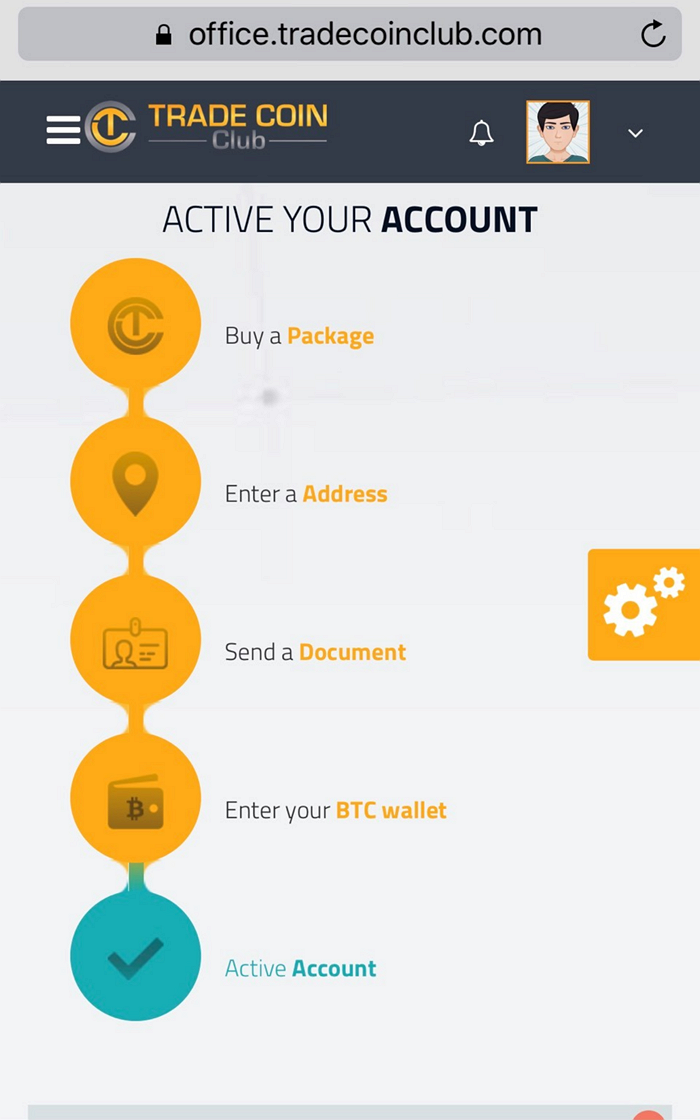 office.tradecoinclub.com
TRADE COIN
Club
ACTIVE YOUR ACCOUNT
Buy a Package
Enter a Address
Send a Document
Enter your BTC wallet
Active Account